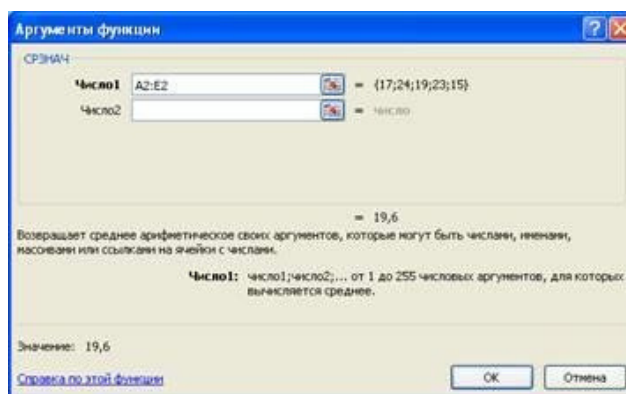 Аргументы функции
СРЗНАЧ
Число1 A2:E2 = {17;24;19;23;15}
Число2 = число
= 19,6
Возвращает среднее арифметическое своих аргументов, которые могут быть числами, именами,
массивами или ссылками на ячейки с числами.
Число1: число1;число2;... от 1 до 255 числовых аргументов, для которых
вычисляется среднее.
Значение: 19,6
Справка по этой функции
ОК
Отмена